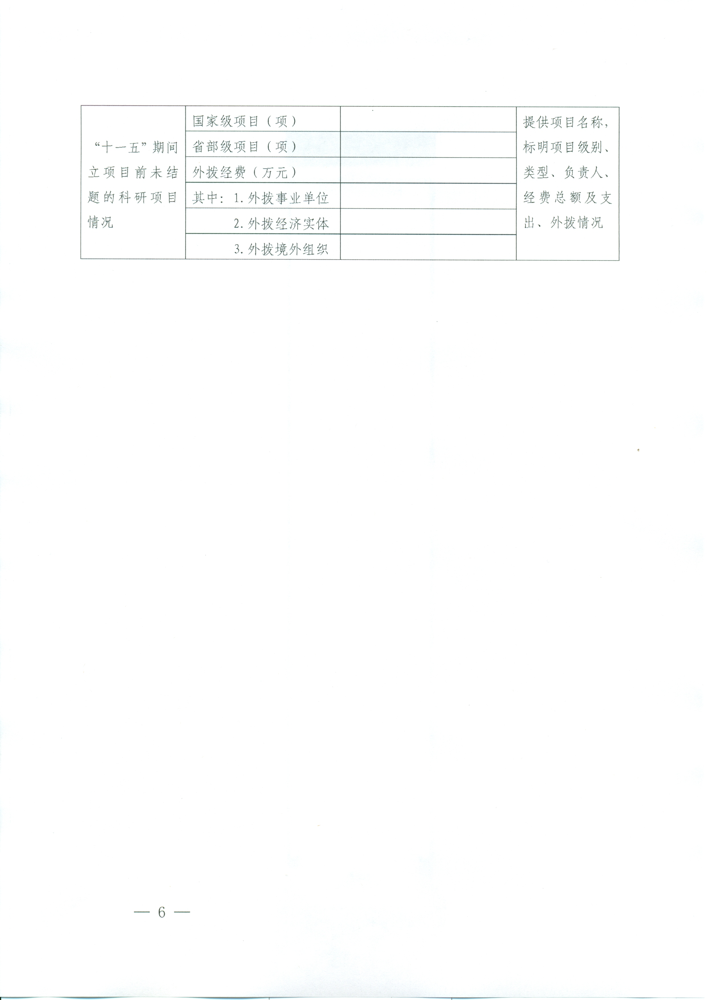 “十一五”期间
立项目前未结
题的科研项目
情况
国家级项目（项）
省部级项目（项）
外拨经费（万元）
其中：1.外拨事业单位
2.外拨经济实体
3.外拨境外组织
提供项目名称，
标明项目级别、
类型、负责人、
经费总额及支
出、外拨情况
— 6 —